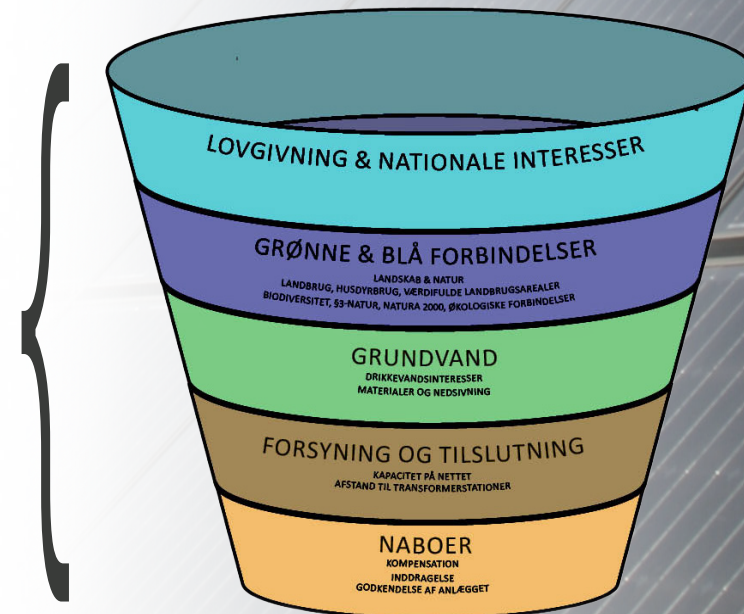 LOVGIVNING & NATIONALE INTERESSER
GRØNNE & BLÅ FORBINDELSER
LANDSKAB & NATUR
LANDBRUG, HUSDYRBRUG, VÆRDIFULDE LANDBRUGSAREALER
BIODIVERSITET, §3-NATUR, NATURA 2000, ØKOLOGISKE FORBINDELSER
GRUNDVAND
DRIKKEVANDSINTERESSER
MATERIALER OG NEDSIVNING
FORSYNING OG TILSLUTNING
KAPACITET PÅ NETTET
AFSTAND TIL TRANSFORMERSTATIONER
NABOER
KOMPENSATION
INDDRAGELSE
GODKENDELSE AF ANLÆGGET